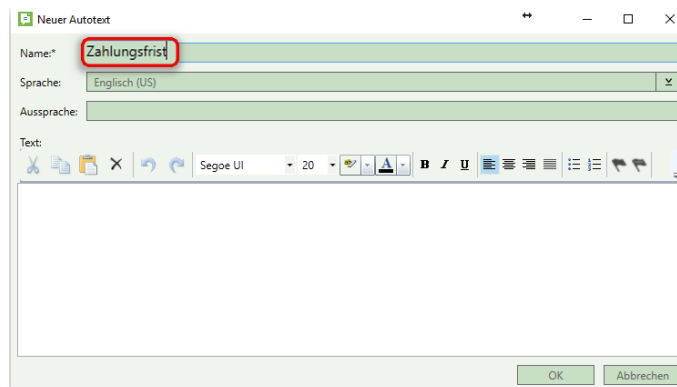 Neuer Autotext
Name:* Zahlungsfrist
Sprache: Englisch (US)
Aussprache:
Text:
Segoe UI 20 A B I U
OK Abbrechen